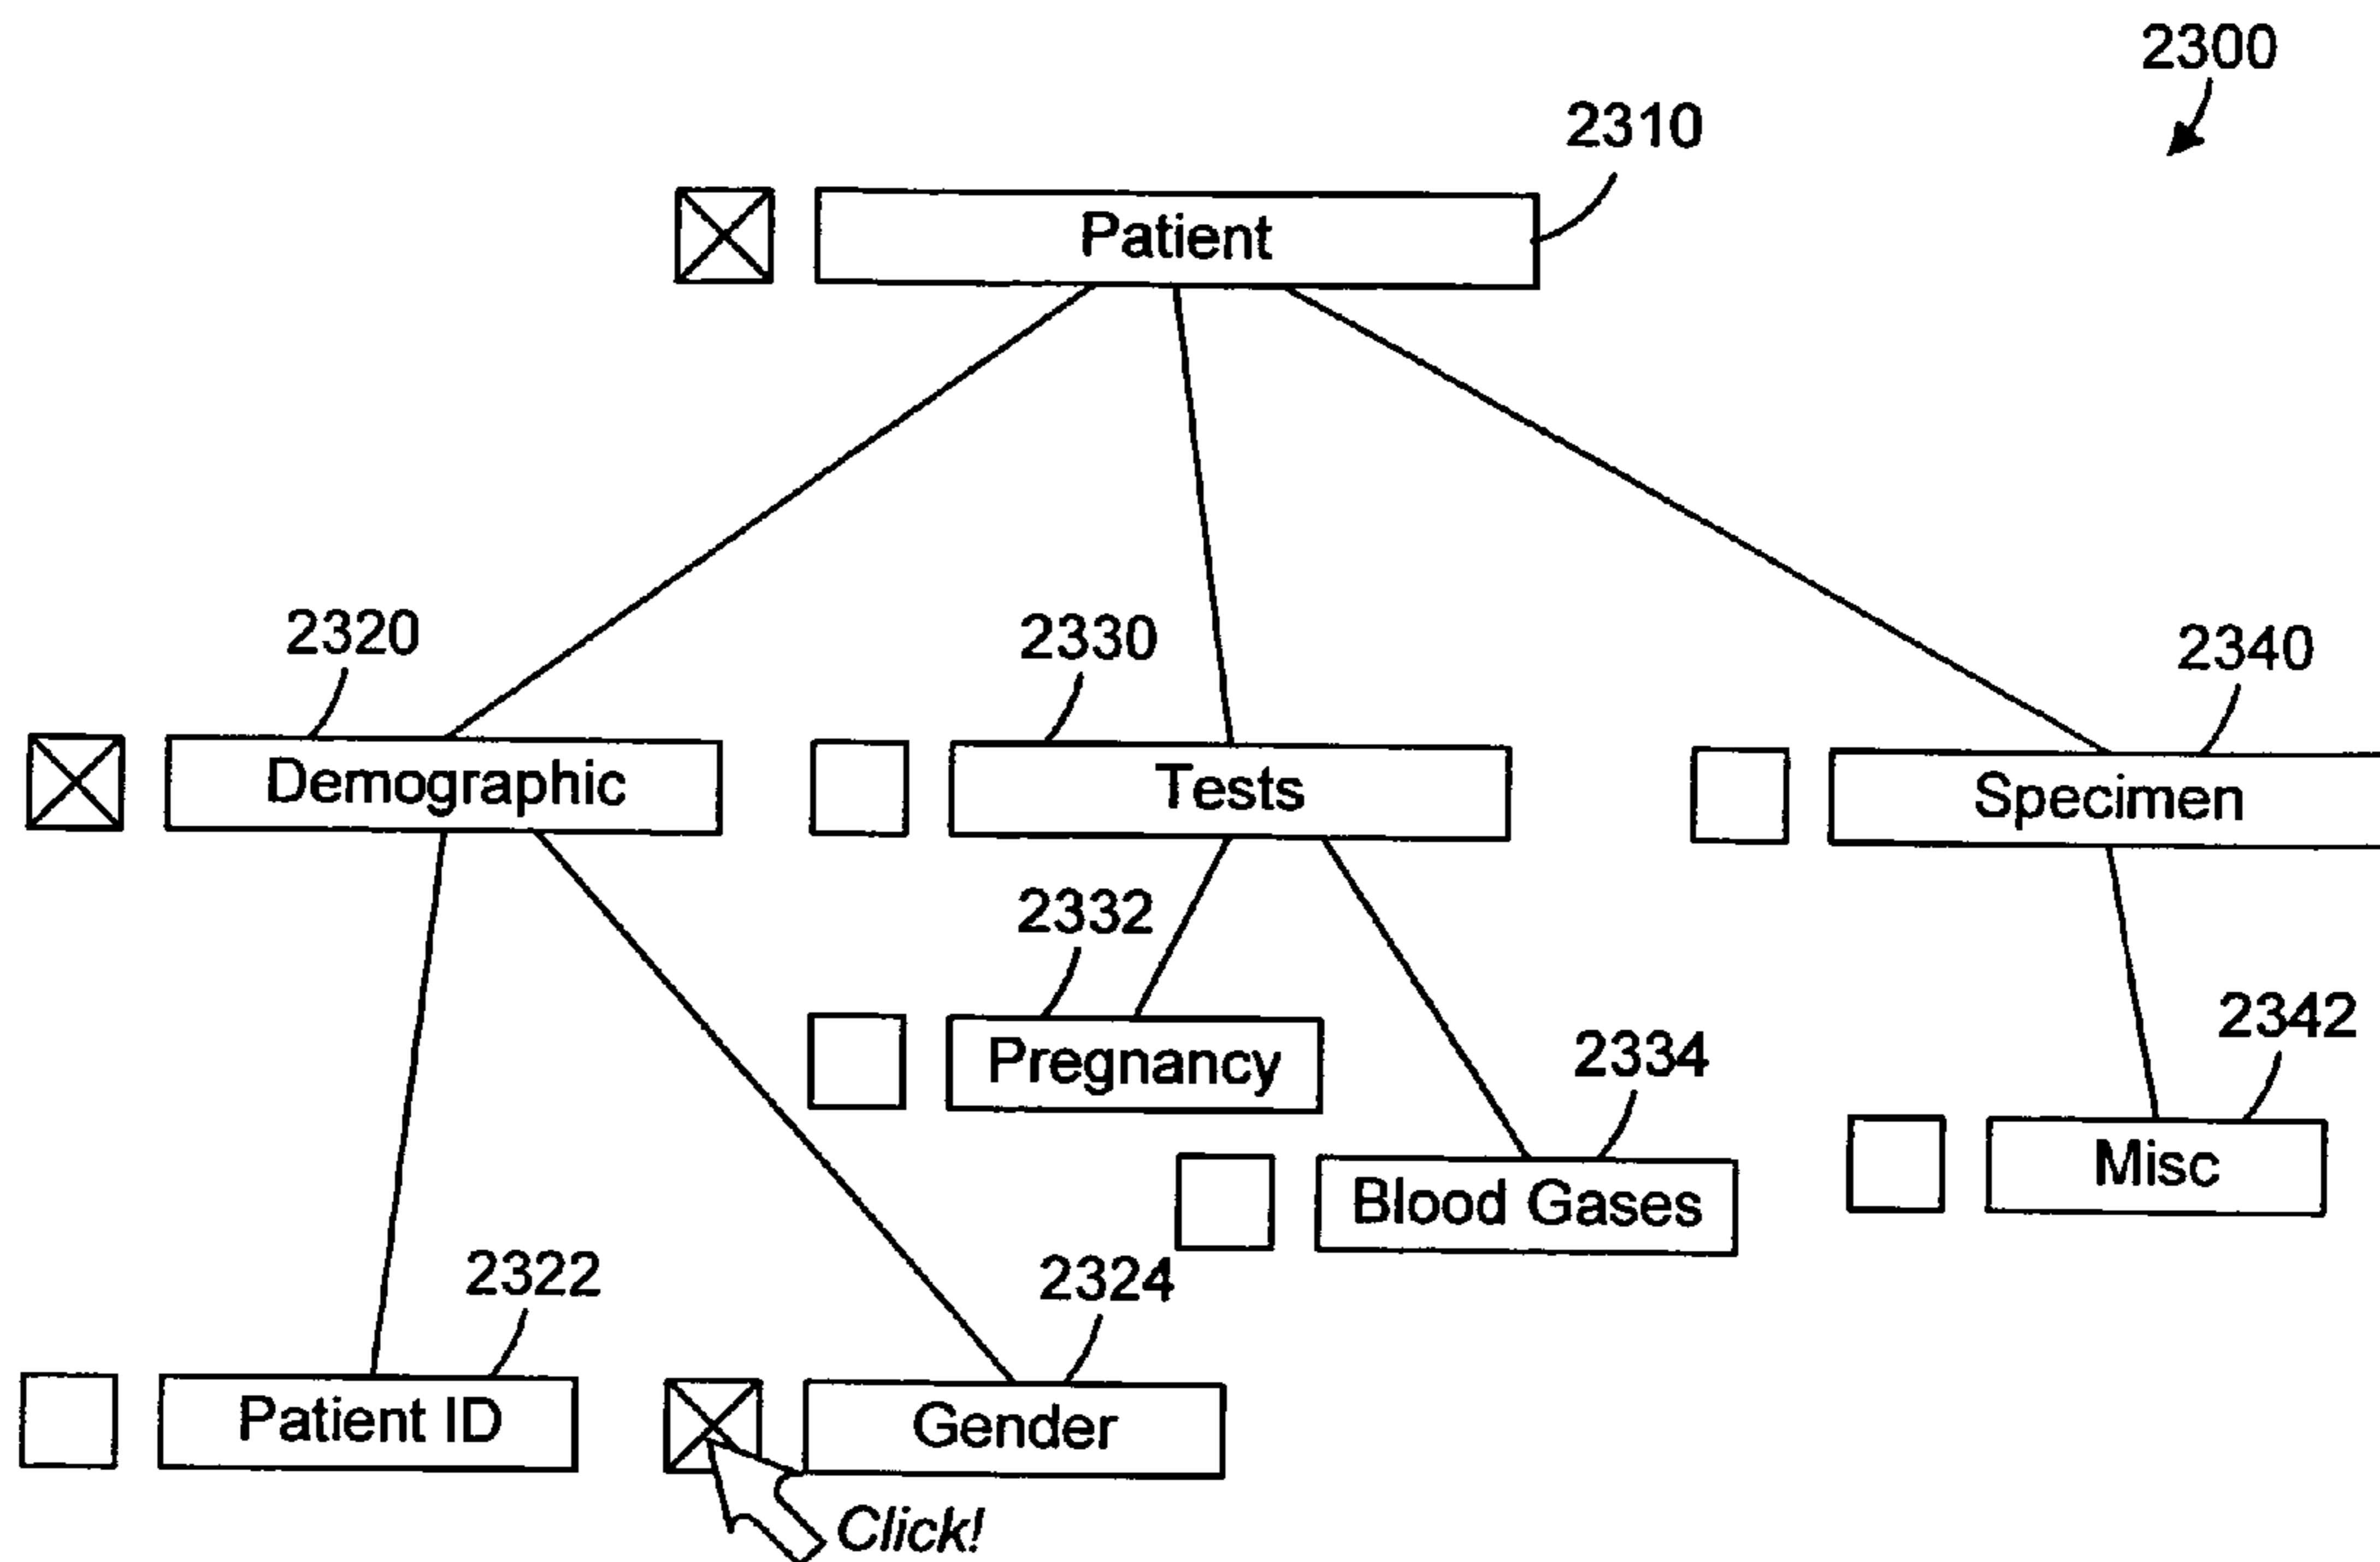 2300
2310
Patient
2320
2330
2340
Demographic
Tests
Specimen
2332
Pregnancy
2334
2342
Blood Gases
Misc
2322
2324
Patient ID
Gender
Click!